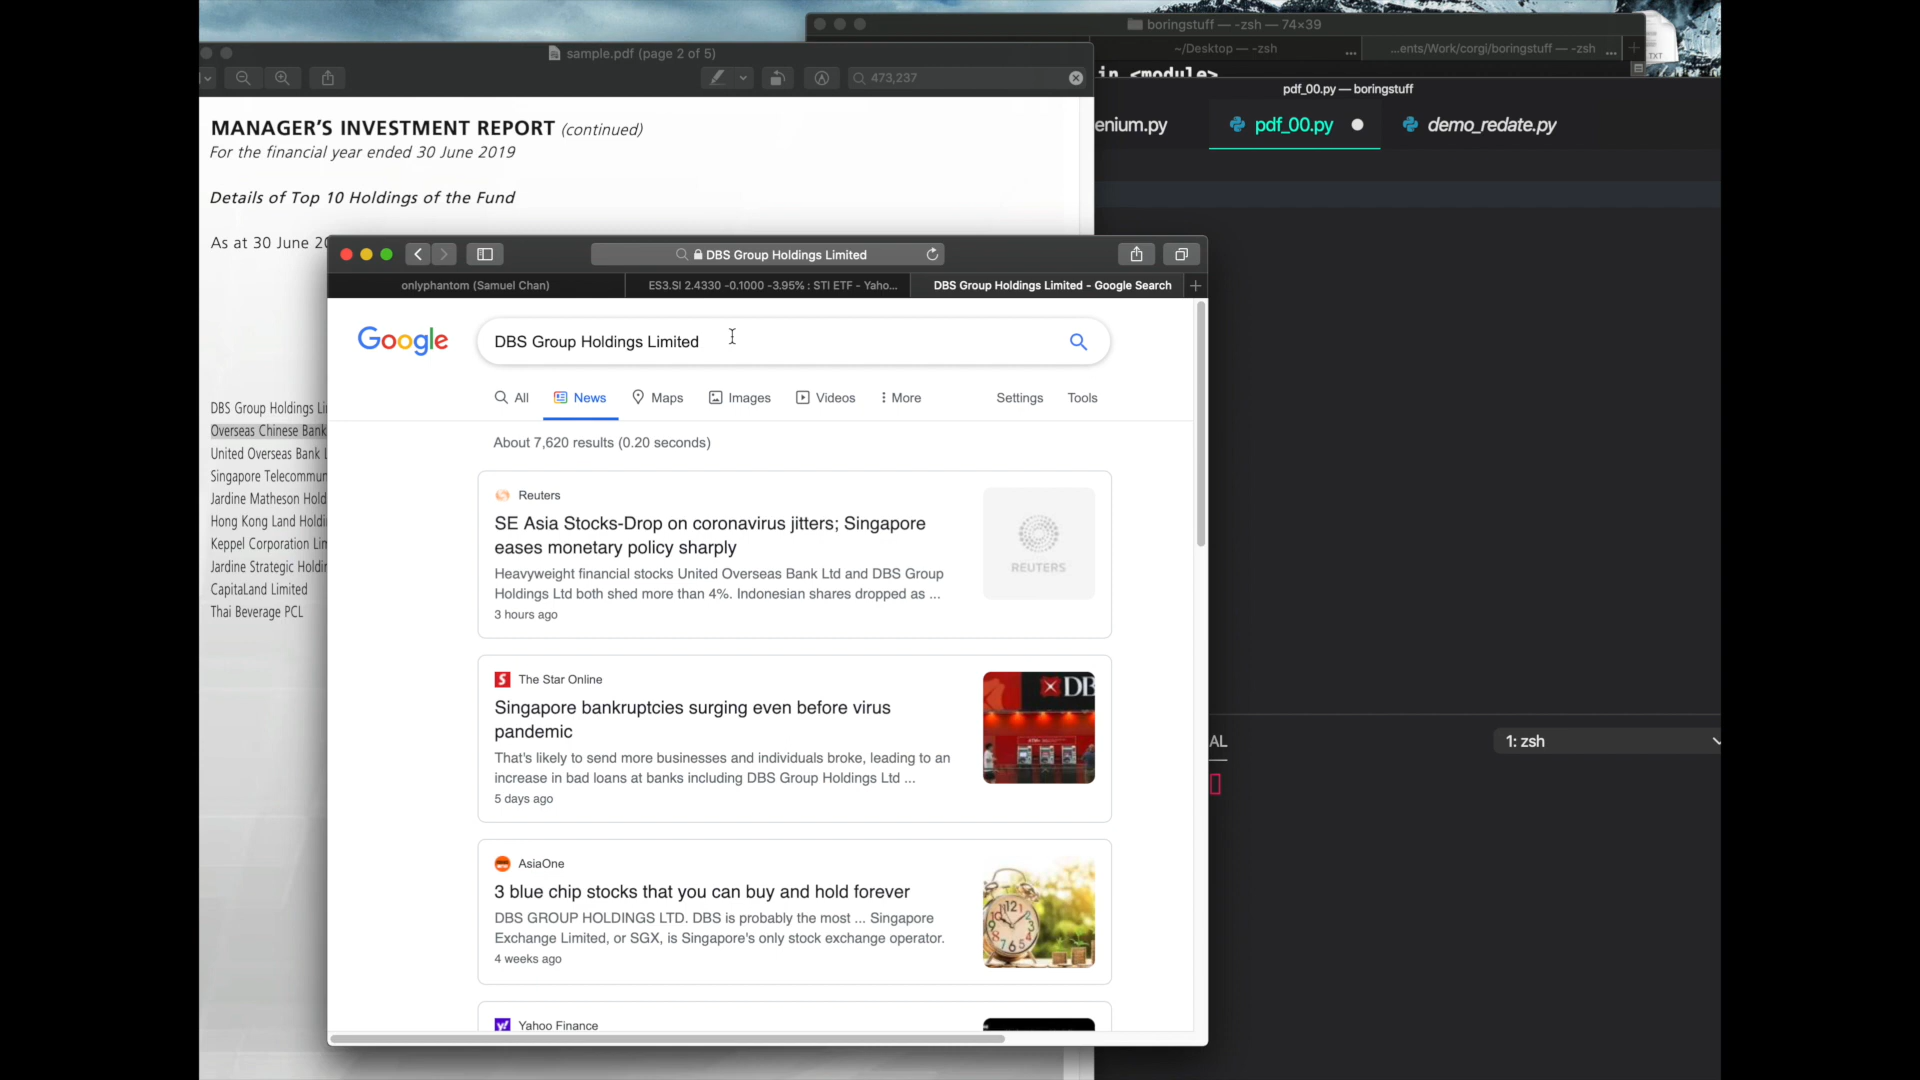 boringstuff — -zsh — 74×39
~/Desktop — -zsh
...
...ents/Work/corgi/boringstuff — -zsh
...
TXT
sample.pdf (page 2 of 5)
473,237
in <module>
pdf_00.py — boringstuff
enium.py
pdf_00.py
demo_redate.py
MANAGER'S INVESTMENT REPORT (continued)
For the financial year ended 30 June 2019
Details of Top 10 Holdings of the Fund
As at 30 June 20
DBS Group Holdings Li
Overseas Chinese Bank
United Overseas Bank L
Singapore Telecommun
Jardine Matheson Hold
Hong Kong Land Holdi
Keppel Corporation Lim
Jardine Strategic Holdin
CapitaLand Limited
Thai Beverage PCL
DBS Group Holdings Limited
onlyphantom (Samuel Chan)
ES3.SI 2.4330 -0.1000 -3.95% : STI ETF - Yaho...
DBS Group Holdings Limited - Google Search
Google
DBS Group Holdings Limited
All
News
Maps
Images
Videos
More
Settings
Tools
About 7,620 results (0.20 seconds)
Reuters
SE Asia Stocks-Drop on coronavirus jitters; Singapore
eases monetary policy sharply
Heavyweight financial stocks United Overseas Bank Ltd and DBS Group
Holdings Ltd both shed more than 4%. Indonesian shares dropped as ...
3 hours ago
REUTERS
The Star Online
Singapore bankruptcies surging even before virus
pandemic
That's likely to send more businesses and individuals broke, leading to an
increase in bad loans at banks including DBS Group Holdings Ltd ...
5 days ago
DB
AsiaOne
3 blue chip stocks that you can buy and hold forever
DBS GROUP HOLDINGS LTD. DBS is probably the most ... Singapore
Exchange Limited, or SGX, is Singapore's only stock exchange operator.
4 weeks ago
Yahoo Finance
AL
1: zsh